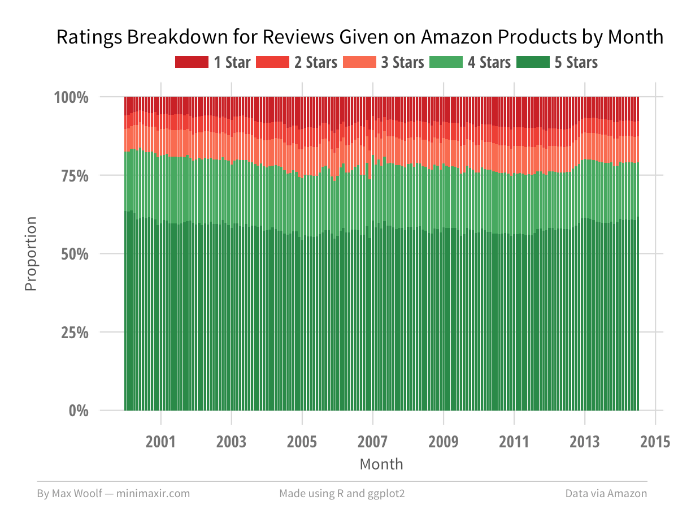 Ratings Breakdown for Reviews Given on Amazon Products by Month
1 Star 2 Stars 3 Stars 4 Stars 5 Stars
100%
75%
50%
25%
0%
Proportion
2001 2003 2005 2007 2009 2011 2013 2015
Month
By Max Woolf — minimaxir.com Made using R and ggplot2 Data via Amazon